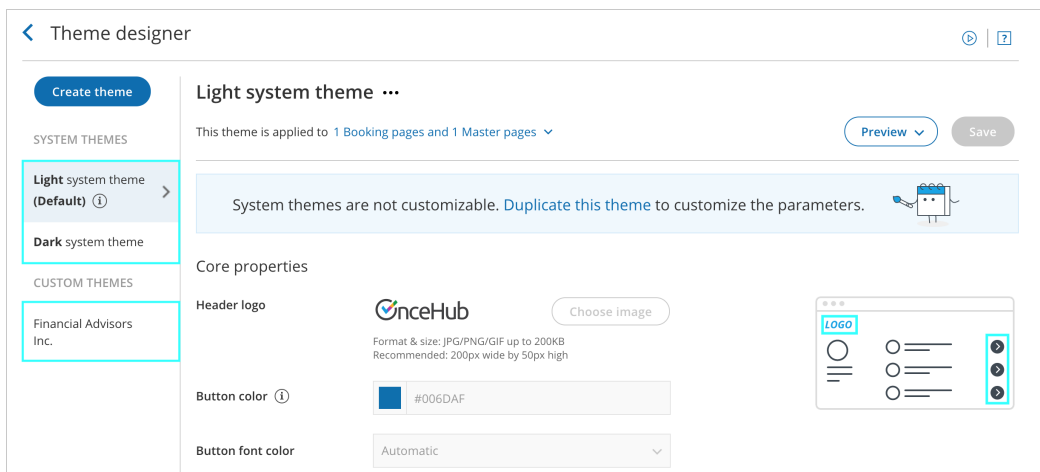 Theme designer
Create theme
SYSTEM THEMES
Light system theme
(Default)
Dark system theme
CUSTOM THEMES
Financial Advisors
Inc.
Light system theme
This theme is applied to 1 Booking pages and 1 Master pages
Preview
Save
System themes are not customizable. Duplicate this theme to customize the parameters.
Core properties
Header logo
OnceHub
Choose image
Format & size: JPG/PNG/GIF up to 200KB
Recommended: 200px wide by 50px high
LOGO
Button color
#006DAF
Button font color
Automatic